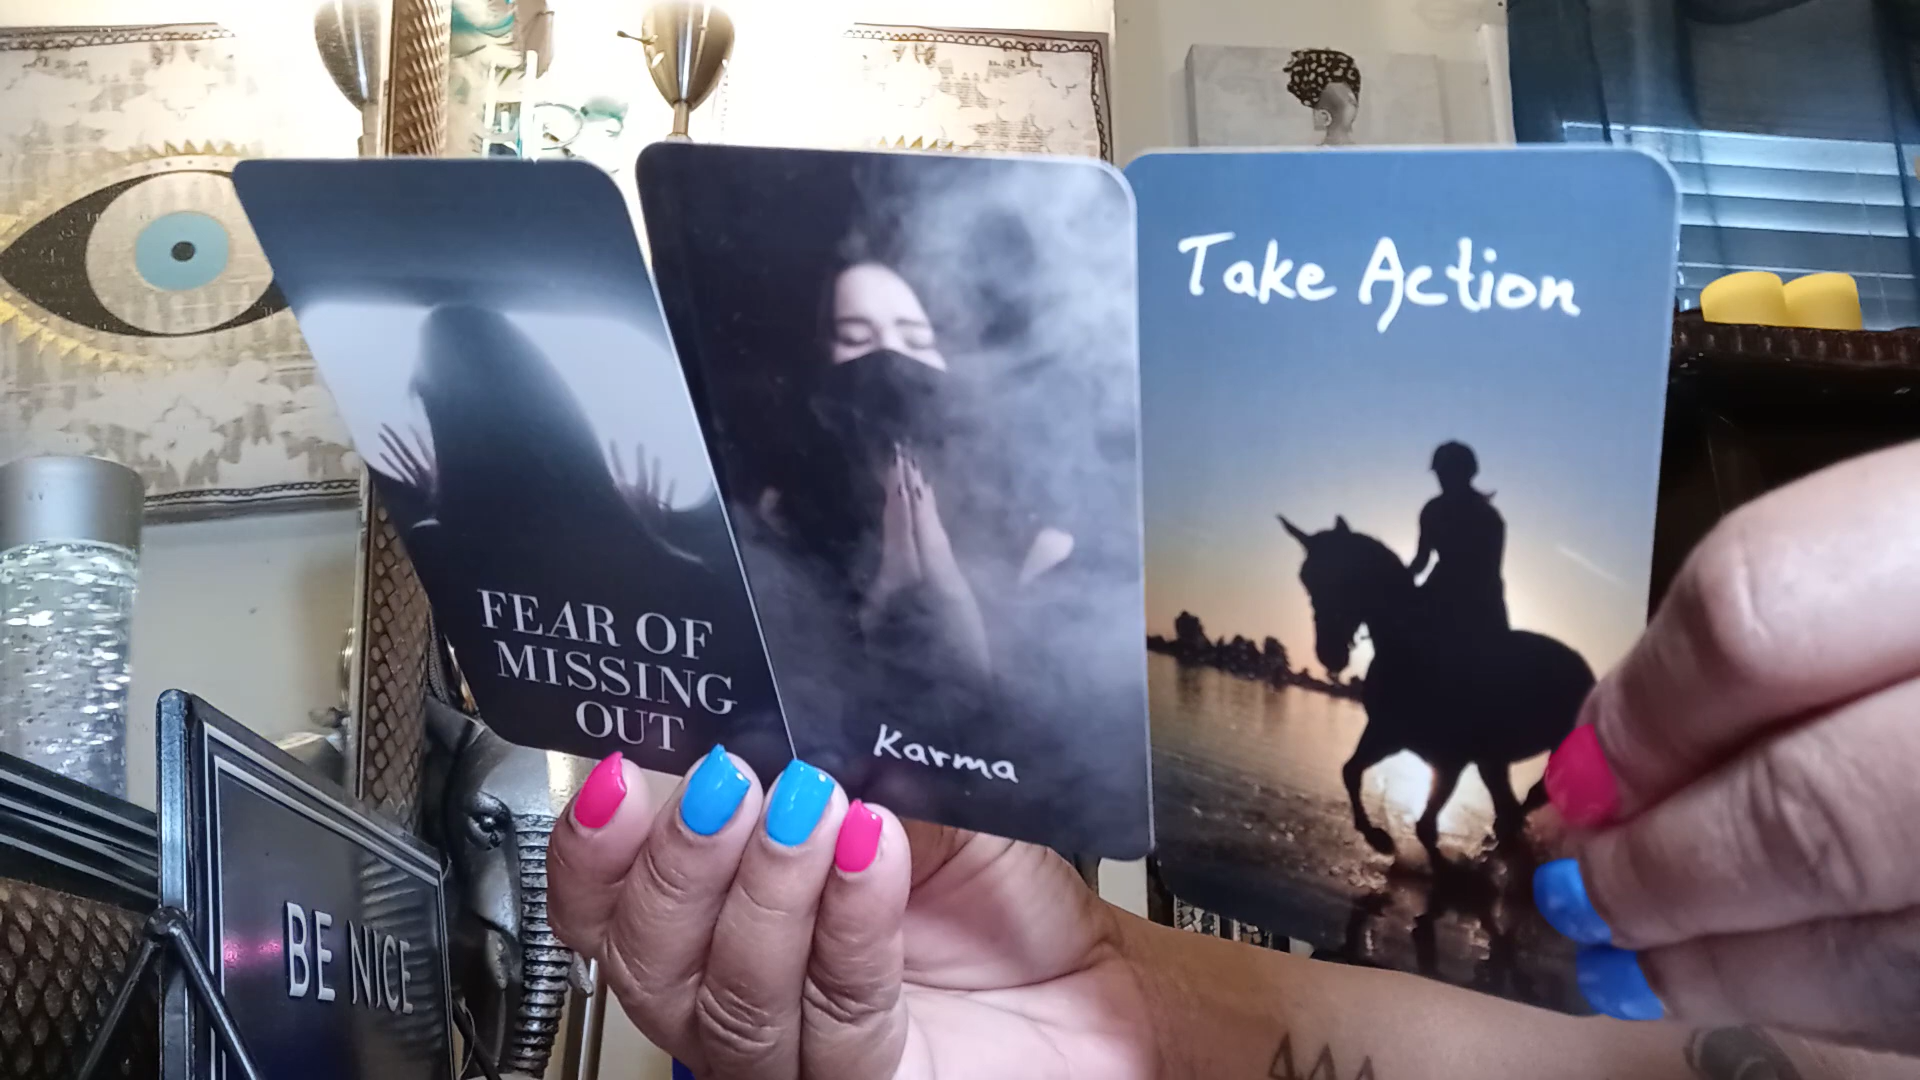 Take Action
FEAR OF
MISSING
OUT
Karma
BE NICE